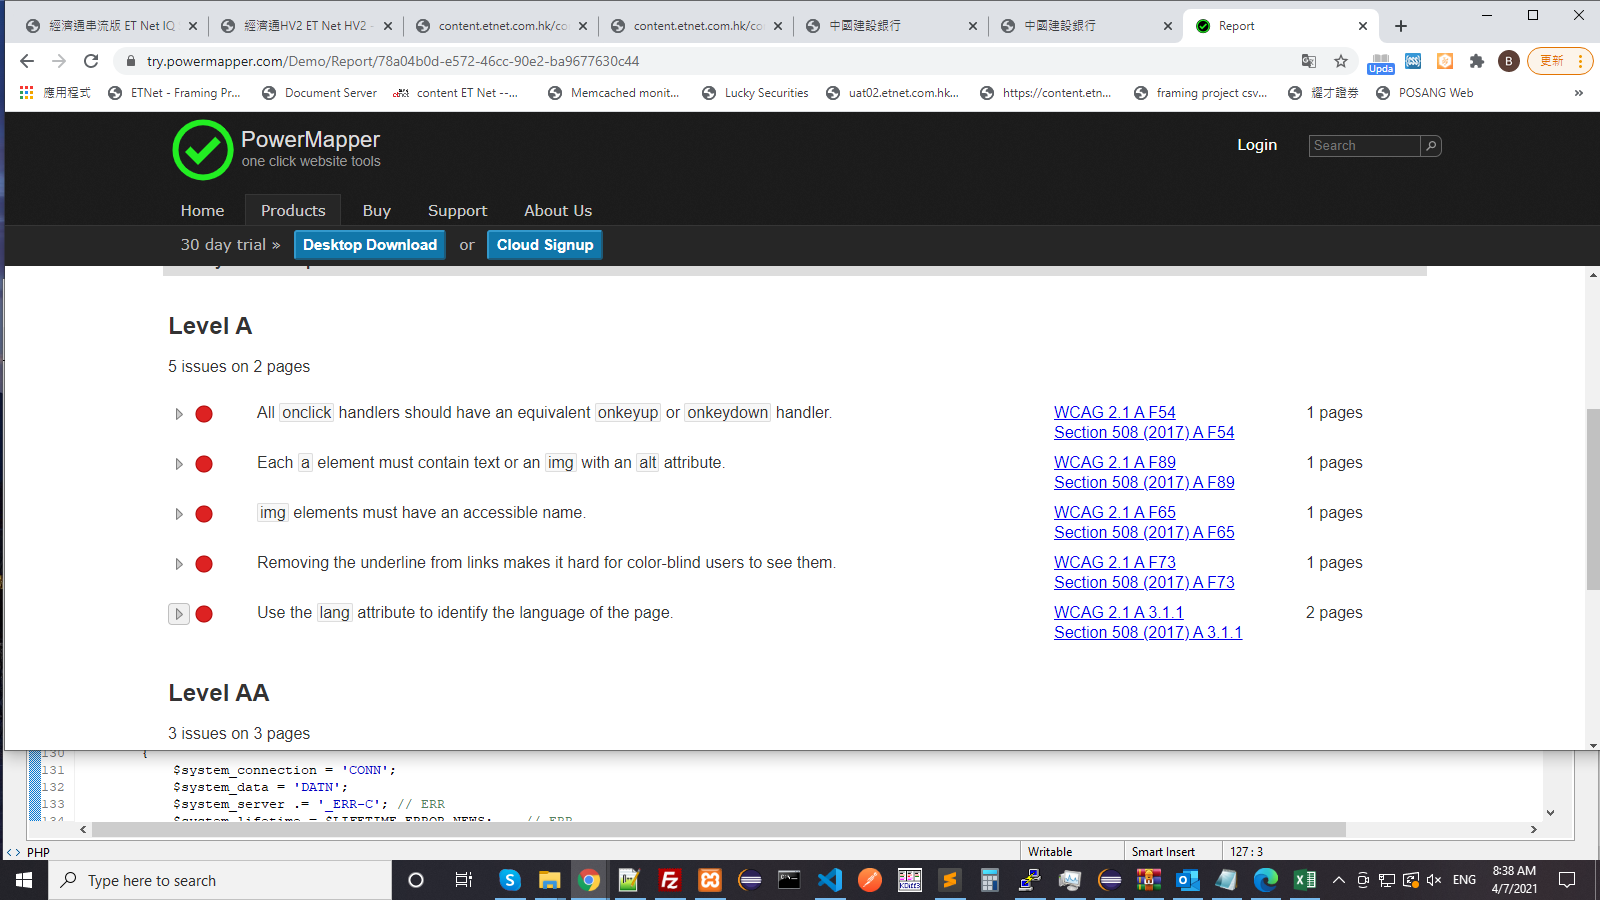 經濟通串流版 ET Net IQ
經濟通HV2 ET Net HV2 -
content.etnet.com.hk/co
content.etnet.com.hk/co
中國建設銀行
中國建設銀行
Report
try.powermapper.com/Demo/Report/78a04b0d-e572-46cc-90e2-ba9677630c44
Upda
B
更新
應用程式
ETNet - Framing Pr...
Document Server
content ET Net --...
Memcached monit...
Lucky Securities
uat02.etnet.com.hk...
https://content.etn...
framing project csv...
耀才證券
POSANG Web
»
PowerMapper
one click website tools
Login
Search
Home
Products
Buy
Support
About Us
30 day trial »
Desktop Download
or
Cloud Signup
Level A
5 issues on 2 pages
All onclick handlers should have an equivalent onkeyup or onkeydown handler.
WCAG 2.1 A F54
Section 508 (2017) A F54
1 pages
Each a element must contain text or an img with an alt attribute.
WCAG 2.1 A F89
Section 508 (2017) A F89
1 pages
img elements must have an accessible name.
WCAG 2.1 A F65
Section 508 (2017) A F65
1 pages
Removing the underline from links makes it hard for color-blind users to see them.
WCAG 2.1 A F73
Section 508 (2017) A F73
1 pages
Use the lang attribute to identify the language of the page.
WCAG 2.1 A 3.1.1
Section 508 (2017) A 3.1.1
2 pages
Level AA
3 issues on 3 pages
130 {
131 $system_connection = 'CONN';
132 $system_data = 'DATN';
133 $system_server .= '_ERR-C'; // ERR
134 $system_lifetime = $LIFETIME_ERROR_NEWS; // ERR
PHP
Writable
Smart Insert
127 : 3
Type here to search
KDiff3
ENG
8:38 AM
4/7/2021